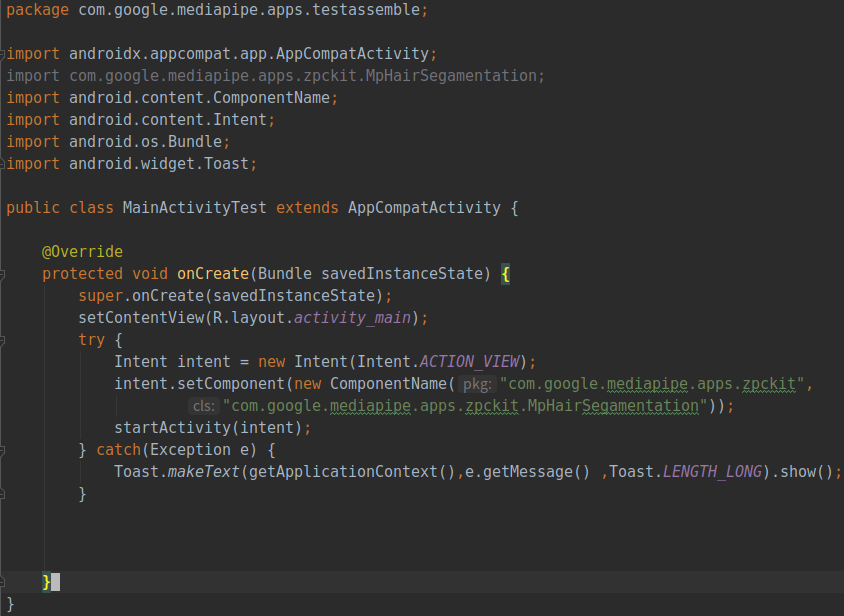 package com.google.mediapipe.apps.testassemble;
import androidx.appcompat.app.AppCompatActivity;
import com.google.mediapipe.apps.zpckit.MpHairSegamentation;
import android.content.ComponentName;
import android.content.Intent;
import android.os.Bundle;
import android.widget.Toast;
public class MainActivityTest extends AppCompatActivity {
@Override
protected void onCreate(Bundle savedInstanceState) {
super.onCreate(savedInstanceState);
setContentView(R.layout.activity_main);
try {
Intent intent = new Intent(Intent.ACTION_VIEW);
intent.setComponent(new ComponentName( pkg: "com.google.mediapipe.apps.zpckit",
cls: "com.google.mediapipe.apps.zpckit.MpHairSegamentation"));
startActivity(intent);
} catch(Exception e) {
Toast.makeText(getApplicationContext(),e.getMessage() ,Toast.LENGTH_LONG).show();
}
}
}